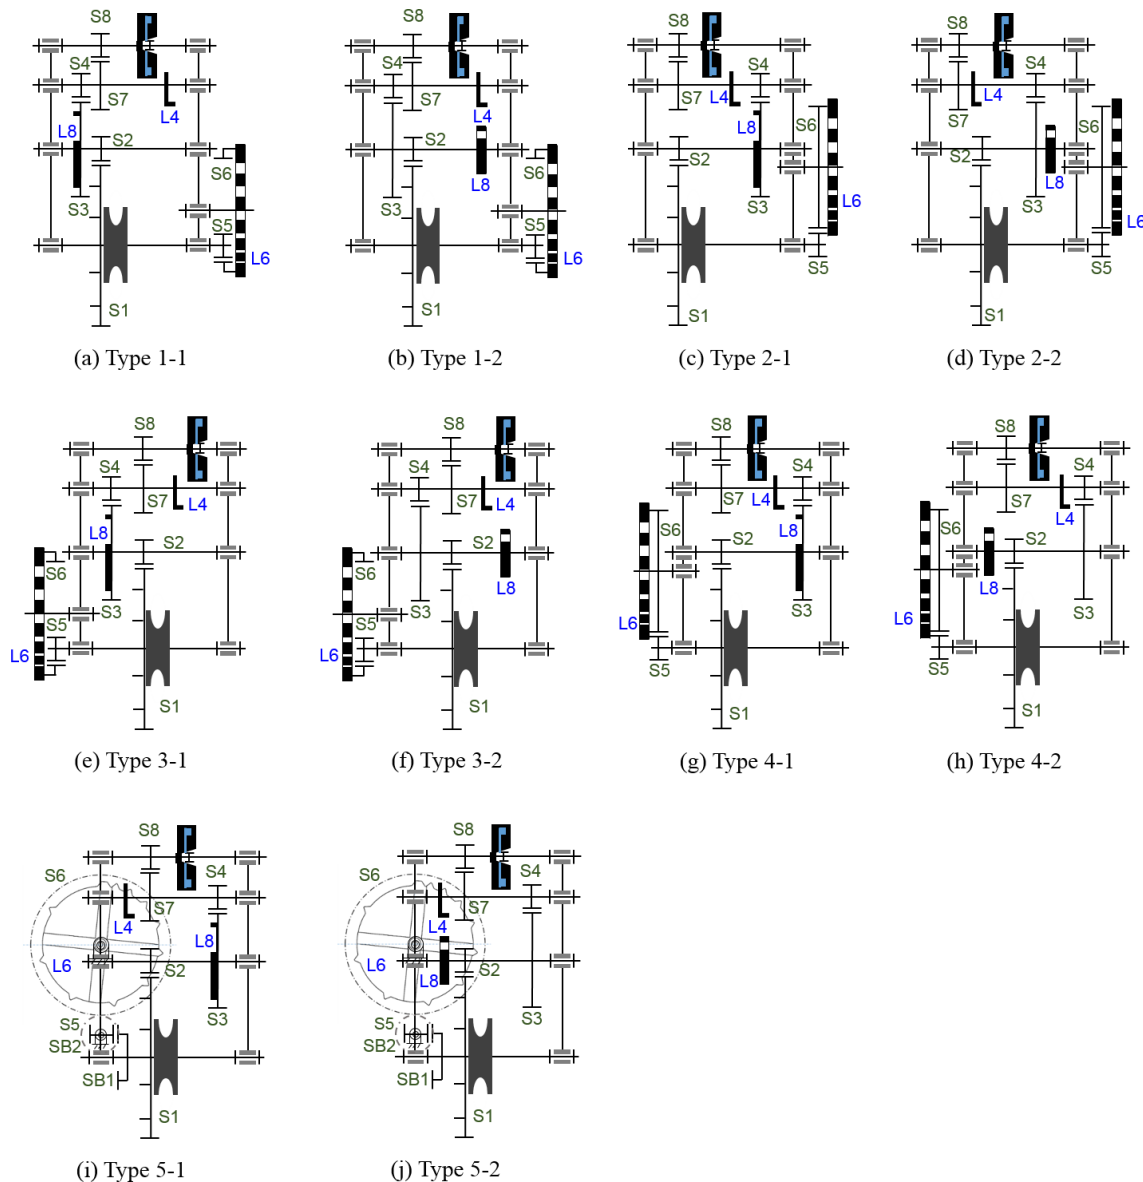 S8
S4
S7
L4
L8
S2
S6
S3
S5
L6
S1
(a) Type 1-1
S8
S4
S7
L4
S2
L8
S6
S3
S5
L6
S1
(b) Type 1-2
S8
S4
S7
L4
L8
S6
S2
S3
L6
S5
S1
(c) Type 2-1
S8
S4
L4
S7
S6
S2
L8
S3
L6
S5
S1
(d) Type 2-2
S8
S4
S7
L4
L8
S2
S6
S3
S5
L6
S1
(e) Type 3-1
S8
S4
S7
L4
S2
S6
L8
S3
S5
L6
S1
(f) Type 3-2
S8
S4
S7
L4
L8
S6
S2
S3
L6
S5
S1
(g) Type 4-1
S8
S4
S7
L4
S6
S2
L8
S3
L6
S5
S1
(h) Type 4-2
S8
S6
S4
S7
L4
L8
L6
S2
S3
S5
SB2
SB1
S1
(i) Type 5-1
S8
S6
S4
S7
L4
L6
S2
L8
S3
S5
SB2
SB1
S1
(j) Type 5-2